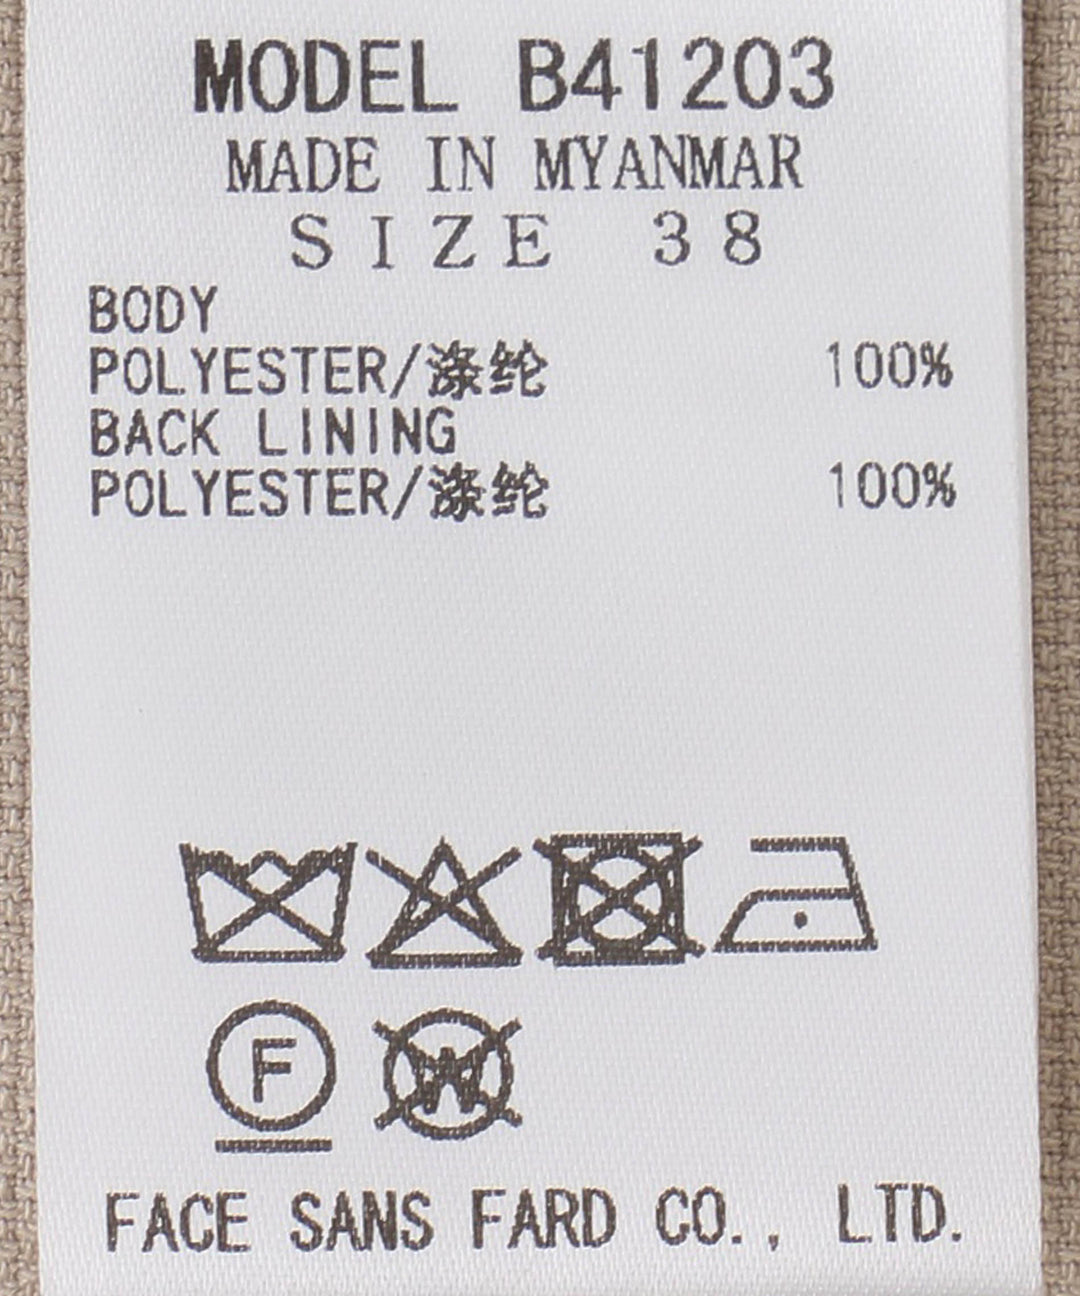 MODEL B41203
MADE IN MYANMAR
SIZE 38
BODY
POLYESTER/涤纶 100%
BACK LINING
POLYESTER/涤纶 100%
F W
FACE SANS FARD CO., LTD.